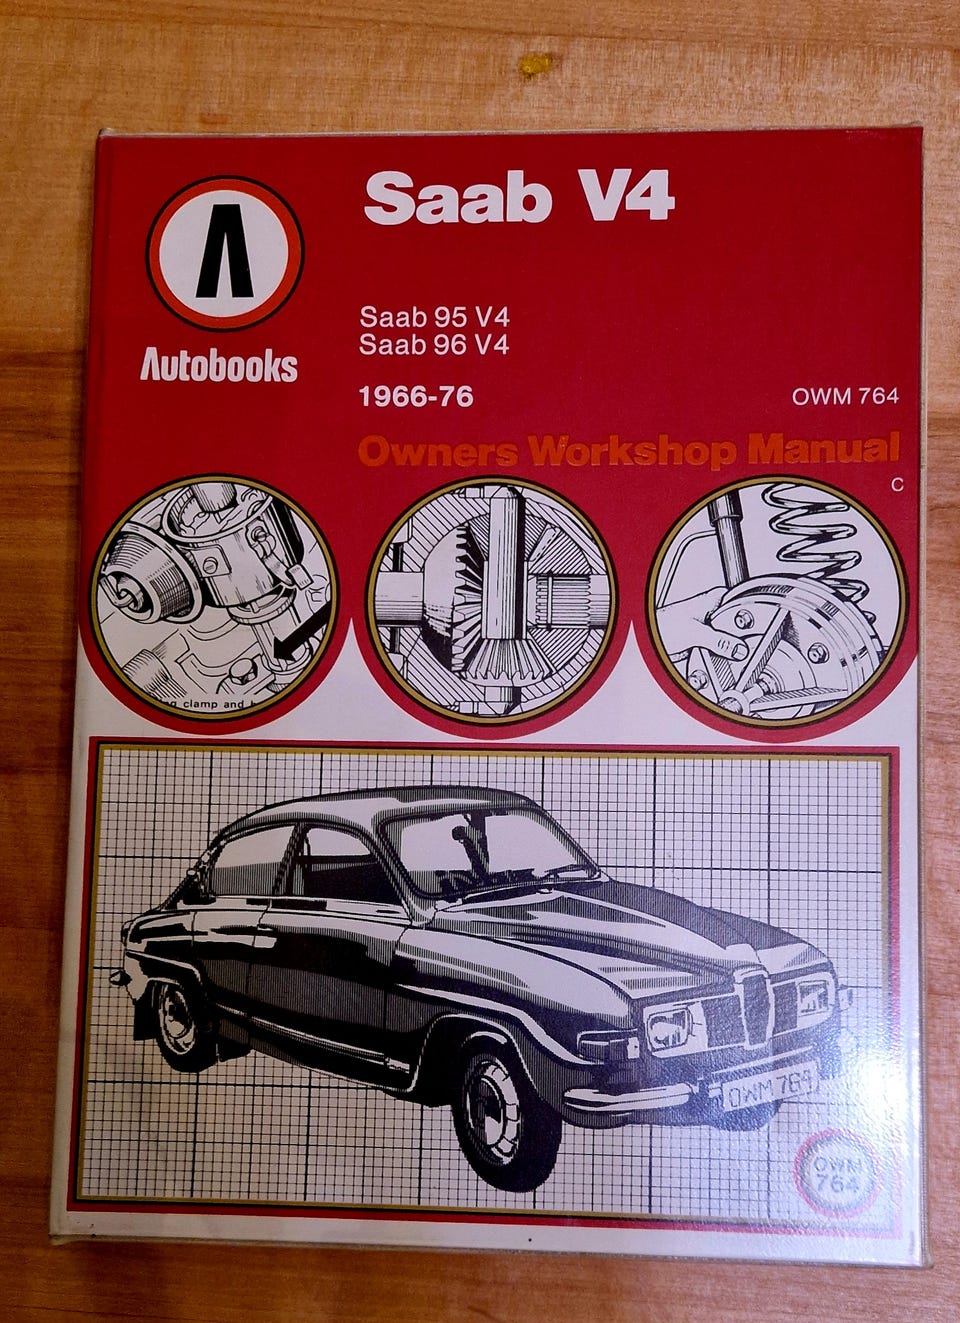 Saab V4
Autobooks
Saab 95 V4
Saab 96 V4
1966-76
OWM 764
Owners Workshop Manual
C
clamp and
OWM 764
OWM
764